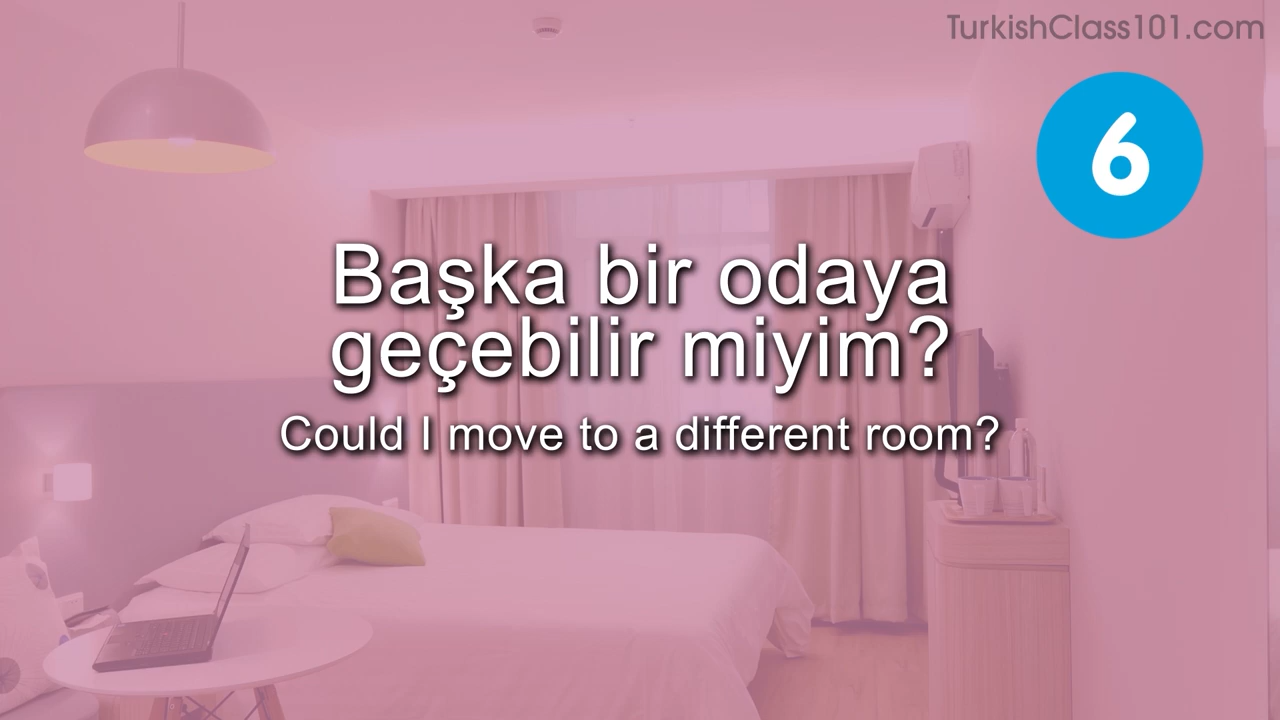 TurkishClass101.com
6
Başka bir odaya
geçebilir miyim?
Could I move to a different room?